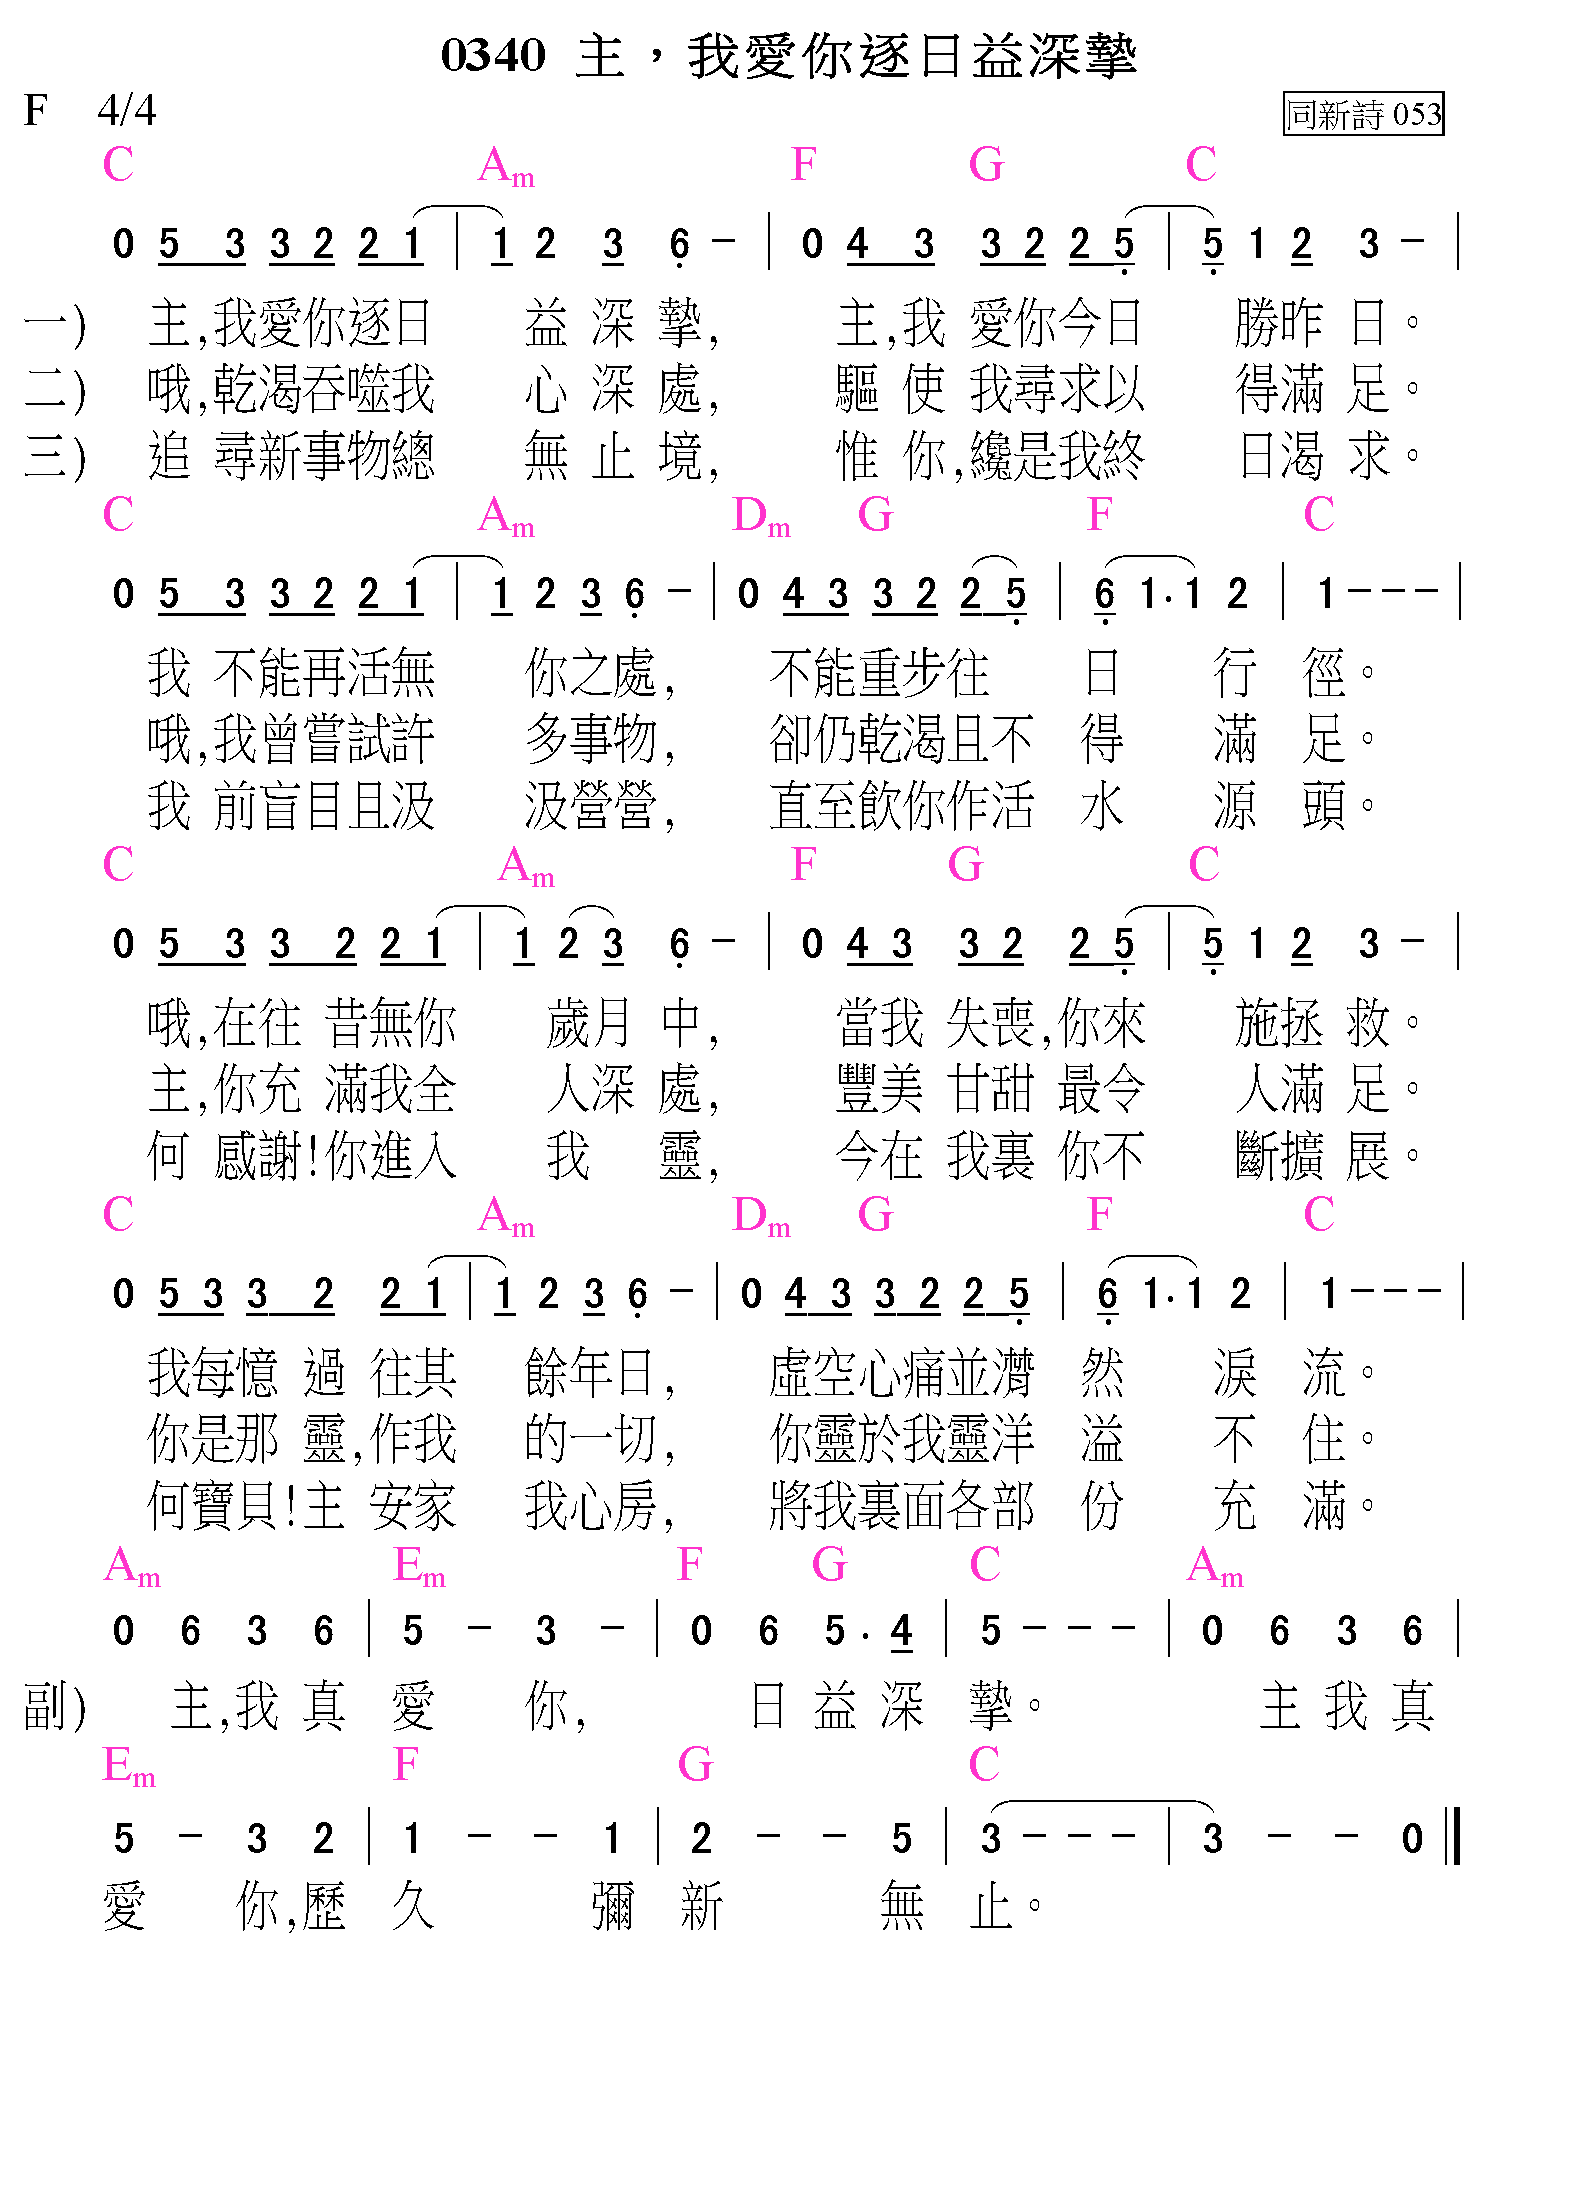 0340 主，我愛你逐日益深摯
F 4/4 同新詩 053
C Am F G C
0 5 3 3 2 2 1 | 1 2 3 6 － | 0 4 3 3 2 2 5 | 5 1 2 3 － |
一) 主,我愛你逐日 益深摯, 主,我愛你今日 勝昨日。
二) 哦,乾渴吞噬我 心深處, 驅使我尋求以 得滿足。
三) 追尋新事物總 無止境, 惟你,纔是我終 日渴求。
C Am Dm G F C
0 5 3 3 2 2 1 | 1 2 3 6 － | 0 4 3 3 2 2 5 | 6 1·1 2 | 1－－－ |
我不能再活無 你之處, 不能重步往 日 行 徑。
哦,我曾嘗試許 多事物, 卻仍乾渴且不 得 滿 足。
我前盲目且汲 汲營營, 直至飲你作活 水 源 頭。
C Am F G C
0 5 3 3 2 2 1 | 1 2 3 6 － | 0 4 3 3 2 2 5 | 5 1 2 3 － |
哦,在往昔無你 歲月中, 當我失喪,你來 施拯救。
主,你充滿我全 人深處, 豐美甘甜最令 人滿足。
何感謝!你進入 我靈, 今在我裏你不 斷擴展。
C Am Dm G F C
0 5 3 3 2 2 1 | 1 2 3 6 － | 0 4 3 3 2 2 5 | 6 1·1 2 | 1－－－ |
我每憶過往其 餘年日, 虛空心痛並潸 然 淚 流。
你是那靈,作我 的一切, 你靈於我靈洋 溢 不 住。
何寶貝!主安家 我心房, 將我裏面各部 份 充 滿。
Am Em F G C Am
0 6 3 6 | 5 － 3 － | 0 6 5·4 | 5－－－ | 0 6 3 6 |
副) 主,我真愛 你, 日益深摯。 主我真
Em F G C
5 － 3 2 | 1 － － 1 | 2 － － 5 | 3－－－ | 3 － － 0 ‖
愛 你,歷久 彌新 無止。